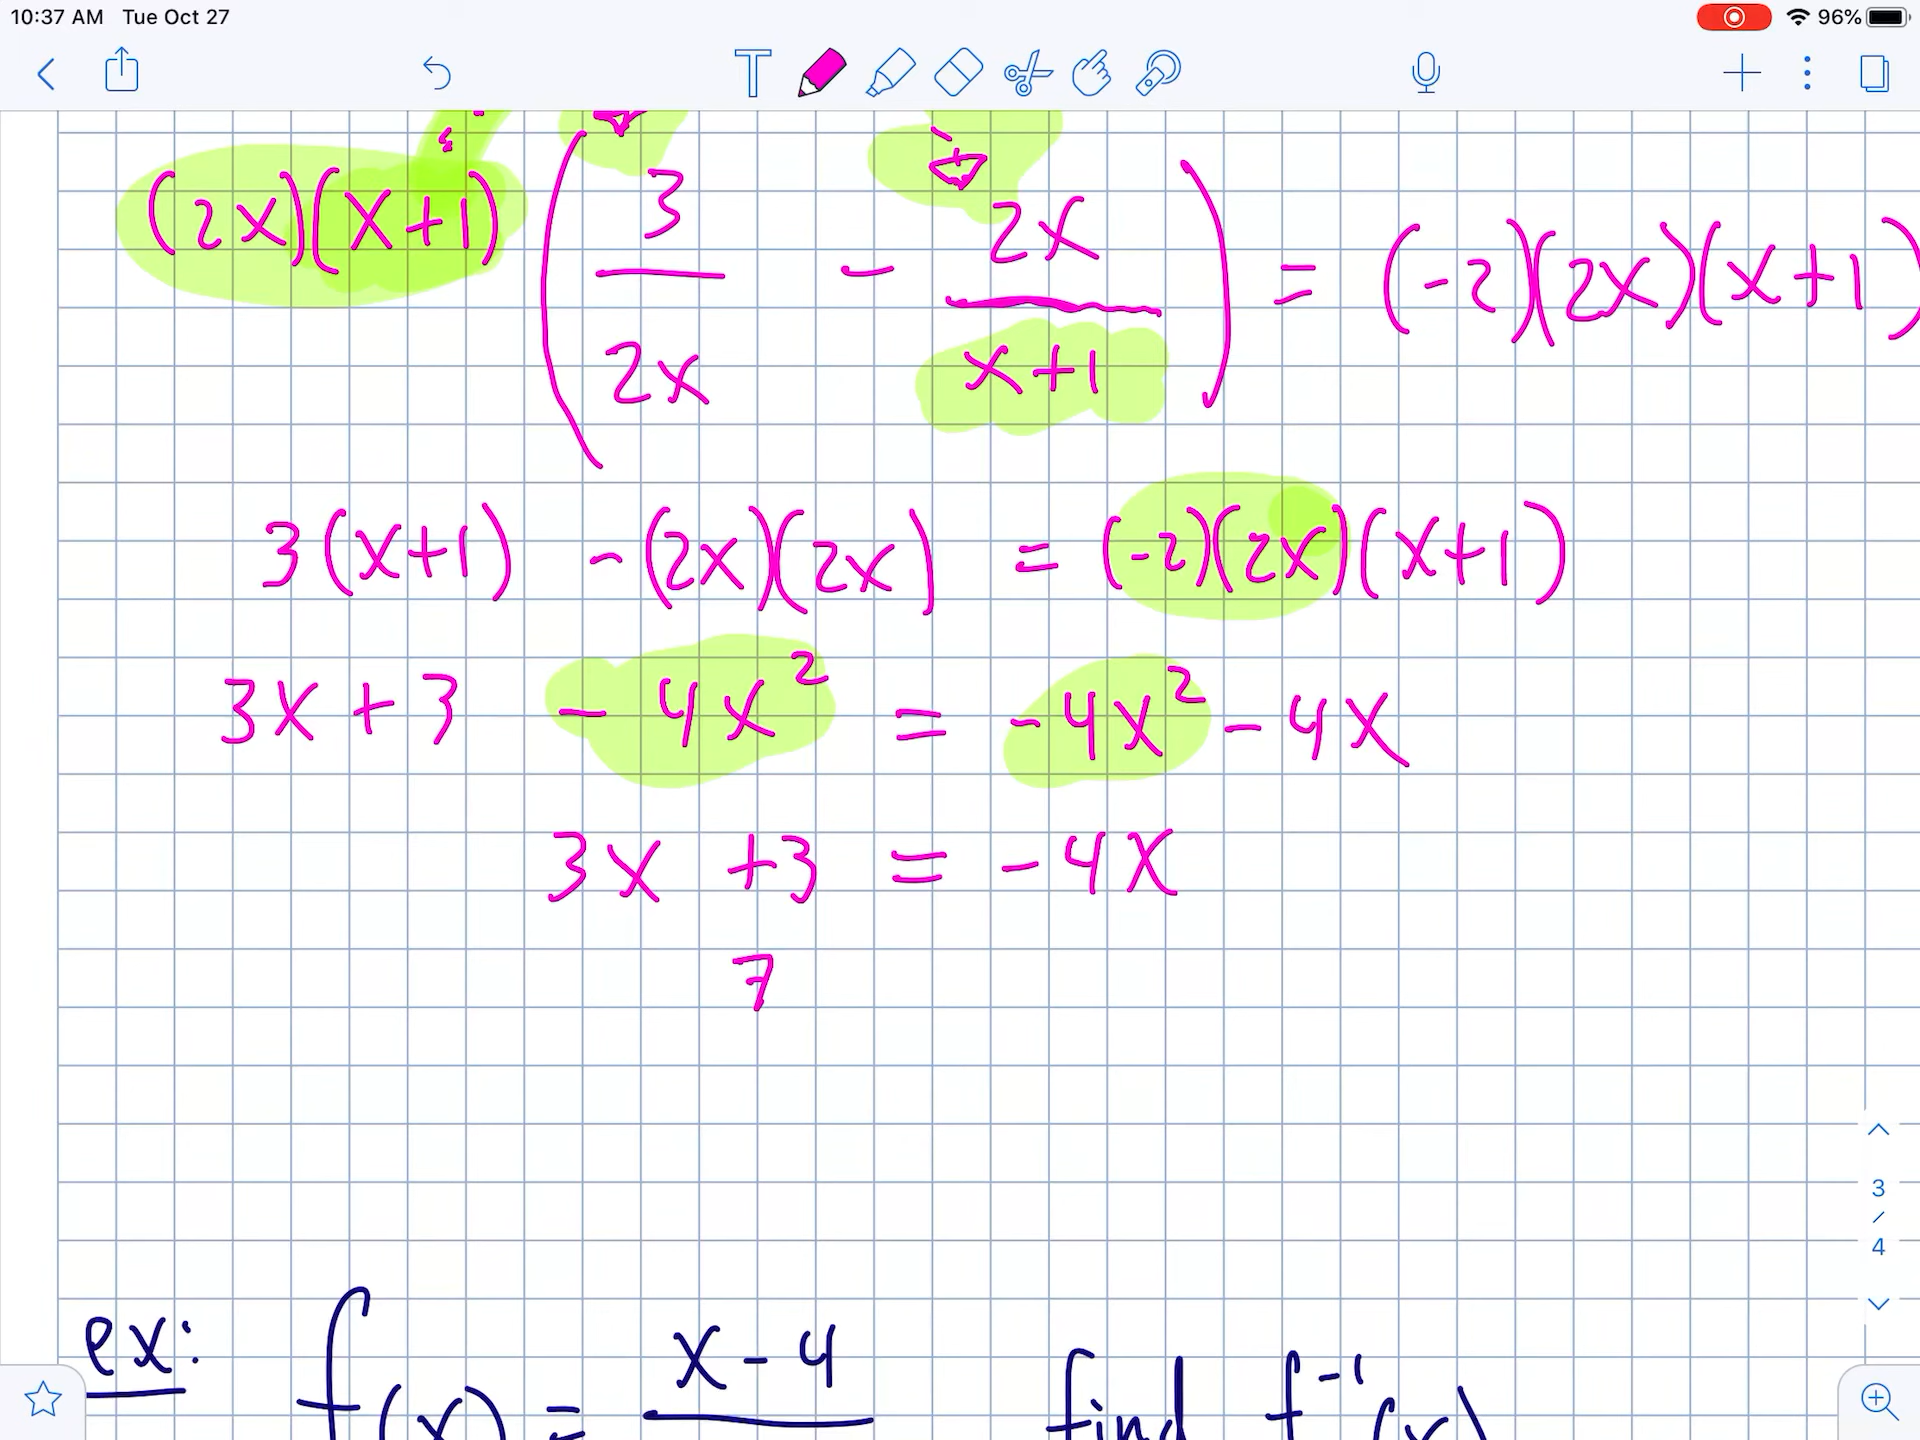 10:37 AM Tue Oct 27 96%
T
(2x)(x+1) ( 3/2x - 2x/x+1 ) = (-2)(2x)(x+1)
3(x+1) -(2x)(2x) = (-2)(2x)(x+1)
3x + 3 - 4x² = -4x² - 4x
3x +3 = -4x
7
3 / 4
ex: f(x) = x-4 find f⁻¹(x)